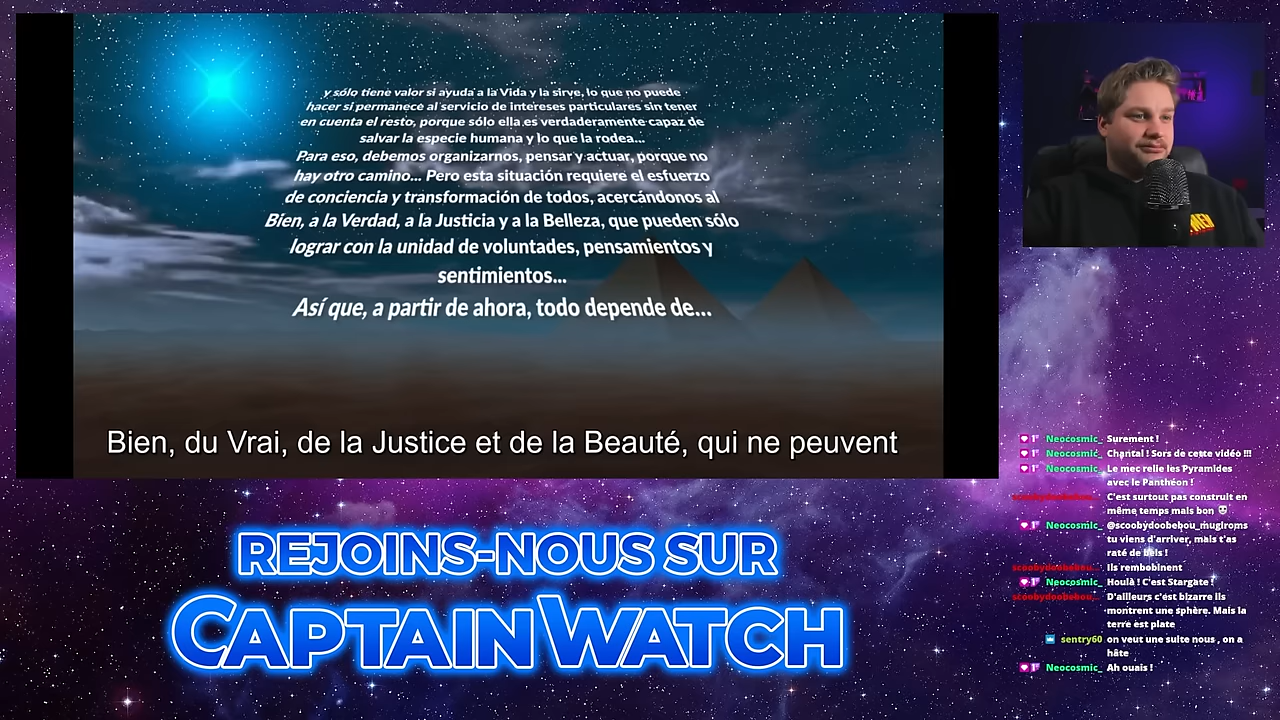 y sólo tiene valor si ayuda a la Vida y la sirve, lo que no puede
hacer si permanece al servicio de intereses particulares sin tener
en cuenta el resto, porque sólo ella es verdaderamente capaz de
salvar la especie humana y lo que la rodea...
Para eso, debemos organizarnos, pensar y actuar, porque no
hay otro camino... Pero esta situación requiere el esfuerzo
de conciencia y transformación de todos, acercándonos al
Bien, a la Verdad, a la Justicia y a la Belleza, que pueden sólo
lograr con la unidad de voluntades, pensamientos y
sentimientos...
Así que, a partir de ahora, todo depende de...
Bien, du Vrai, de la Justice et de la Beauté, qui ne peuvent
REJOINS-NOUS SUR
CAPTAINWATCH
Neocosmic_ Surement !
Neocosmic_ Chantal ! Sors de cette vidéo !!!
Neocosmic_ Le mec relie les Pyramides
avec le Panthéon !
scoobydoobehou... C'est surtout pas construit en
même temps mais bon 💀
Neocosmic_ @scoobydoobehou_mugiroms
tu viens d'arriver, mais t'as
raté de
scoobydoobehou... Ils rembobinent
Neocosmic_ Houlà ! C'est Stargate !
scoobydoobehou... D'ailleurs c'est bizarre ils
montrent une sphère. Mais la
terre est plate
sentry60 on veut une suite nous , on a
hâte
Neocosmic_ Ah ouais !